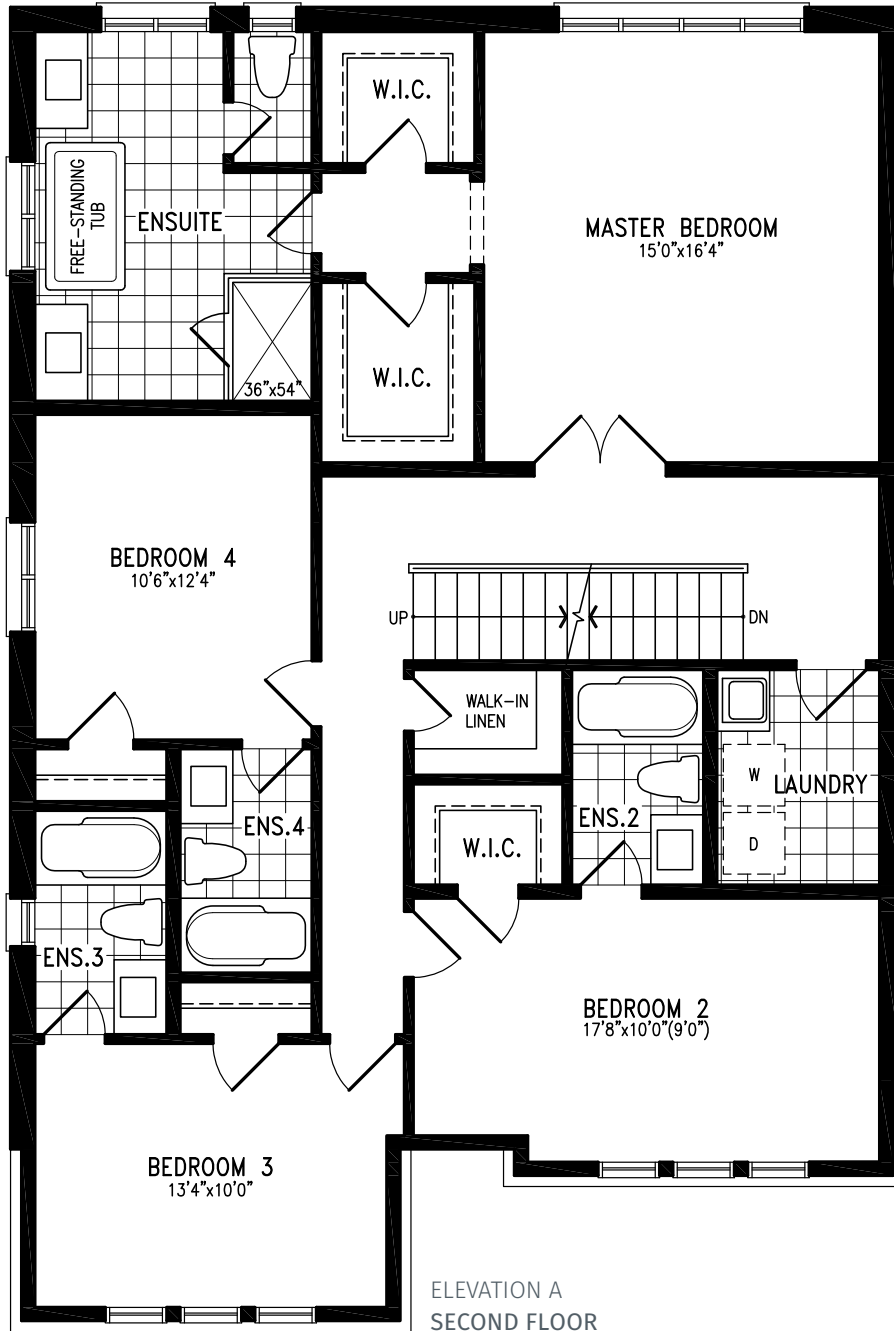 W.I.C.
FREE-STANDING
TUB
ENSUITE
MASTER BEDROOM
15'0"x16'4"
W.I.C.
36"x54"
BEDROOM 4
10'6"x12'4"
UP
DN
WALK-IN
LINEN
W
LAUNDRY
ENS.4
ENS.2
W.I.C.
D
ENS.3
BEDROOM 2
17'8"x10'0"(9'0")
BEDROOM 3
13'4"x10'0"
ELEVATION A
SECOND FLOOR